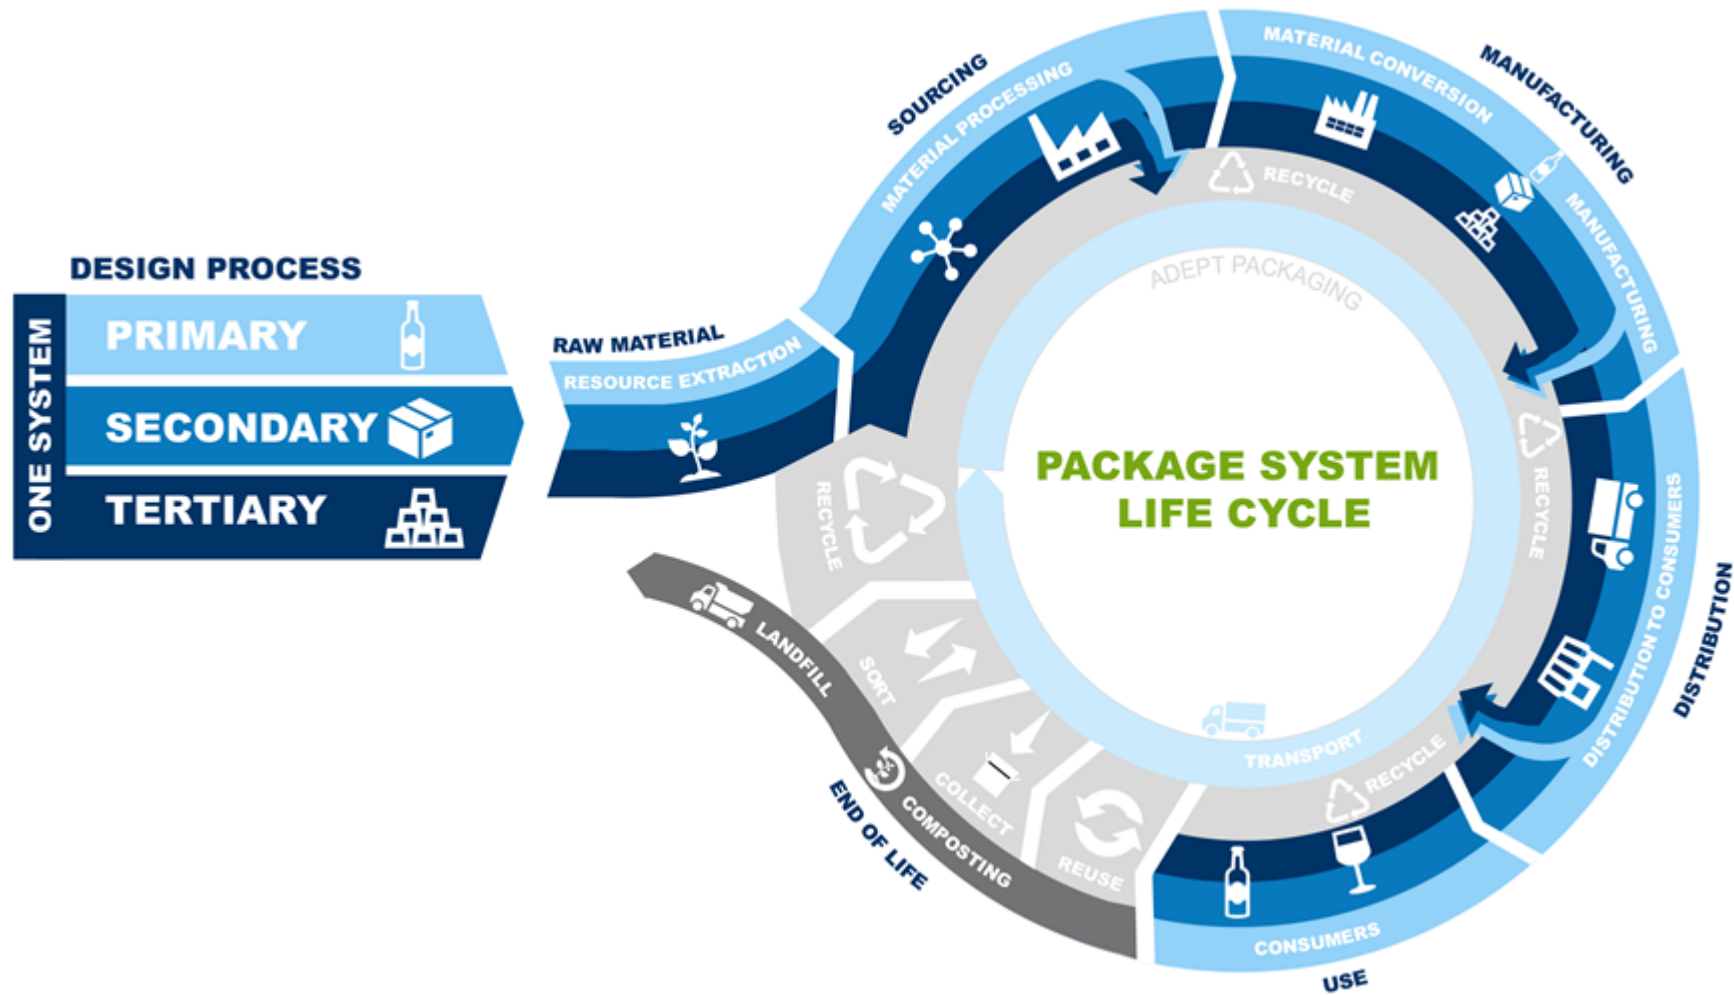 DESIGN PROCESS
ONE SYSTEM
PRIMARY
SECONDARY
TERTIARY
RAW MATERIAL
RESOURCE EXTRACTION
SOURCING
MATERIAL PROCESSING
MANUFACTURING
MATERIAL CONVERSION
MANUFACTURING
RECYCLE
ADEPT PACKAGING
PACKAGE SYSTEM
LIFE CYCLE
RECYCLE
DISTRIBUTION TO CONSUMERS
DISTRIBUTION
TRANSPORT
RECYCLE
CONSUMERS
USE
REUSE
COLLECT
SORT
RECYCLE
LANDFILL
COMPOSTING
END OF LIFE